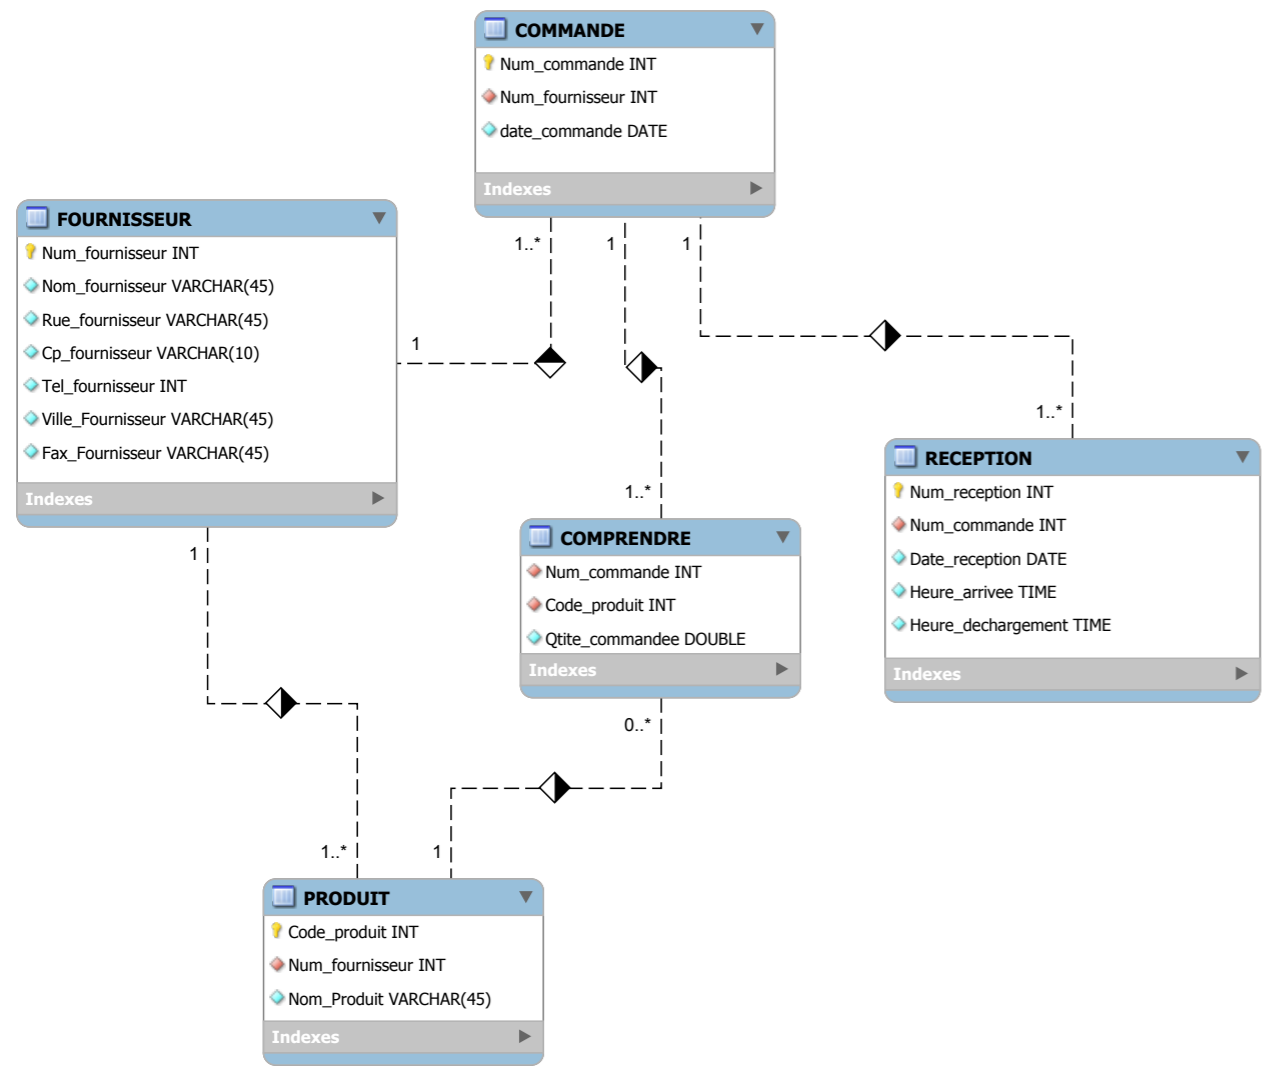 COMMANDE
Num_commande INT
Num_fournisseur INT
date_commande DATE
Indexes
FOURNISSEUR
Num_fournisseur INT
Nom_fournisseur VARCHAR(45)
Rue_fournisseur VARCHAR(45)
Cp_fournisseur VARCHAR(10)
Tel_fournisseur INT
Ville_Fournisseur VARCHAR(45)
Fax_Fournisseur VARCHAR(45)
Indexes
1..*
1
1
1
1..*
RECEPTION
Num_reception INT
Num_commande INT
Date_reception DATE
Heure_arrivee TIME
Heure_dechargement TIME
Indexes
1..*
COMPRENDRE
Num_commande INT
Code_produit INT
Qtite_commandee DOUBLE
Indexes
1
0..*
1..*
1
PRODUIT
Code_produit INT
Num_fournisseur INT
Nom_Produit VARCHAR(45)
Indexes